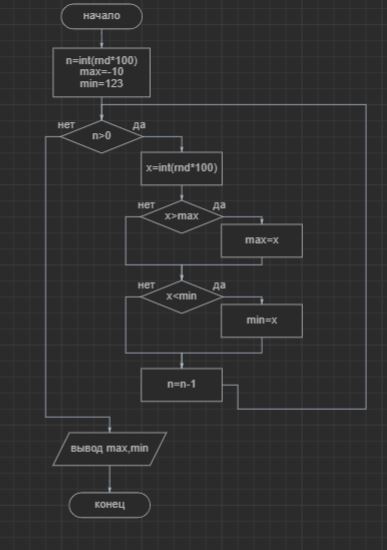 начало
n=int(rnd*100)
max=-10
min=123
нет
да
n>0
x=int(rnd*100)
нет
да
x>max
max=x
нет
да
x<min
min=x
n=n-1
вывод max,min
конец